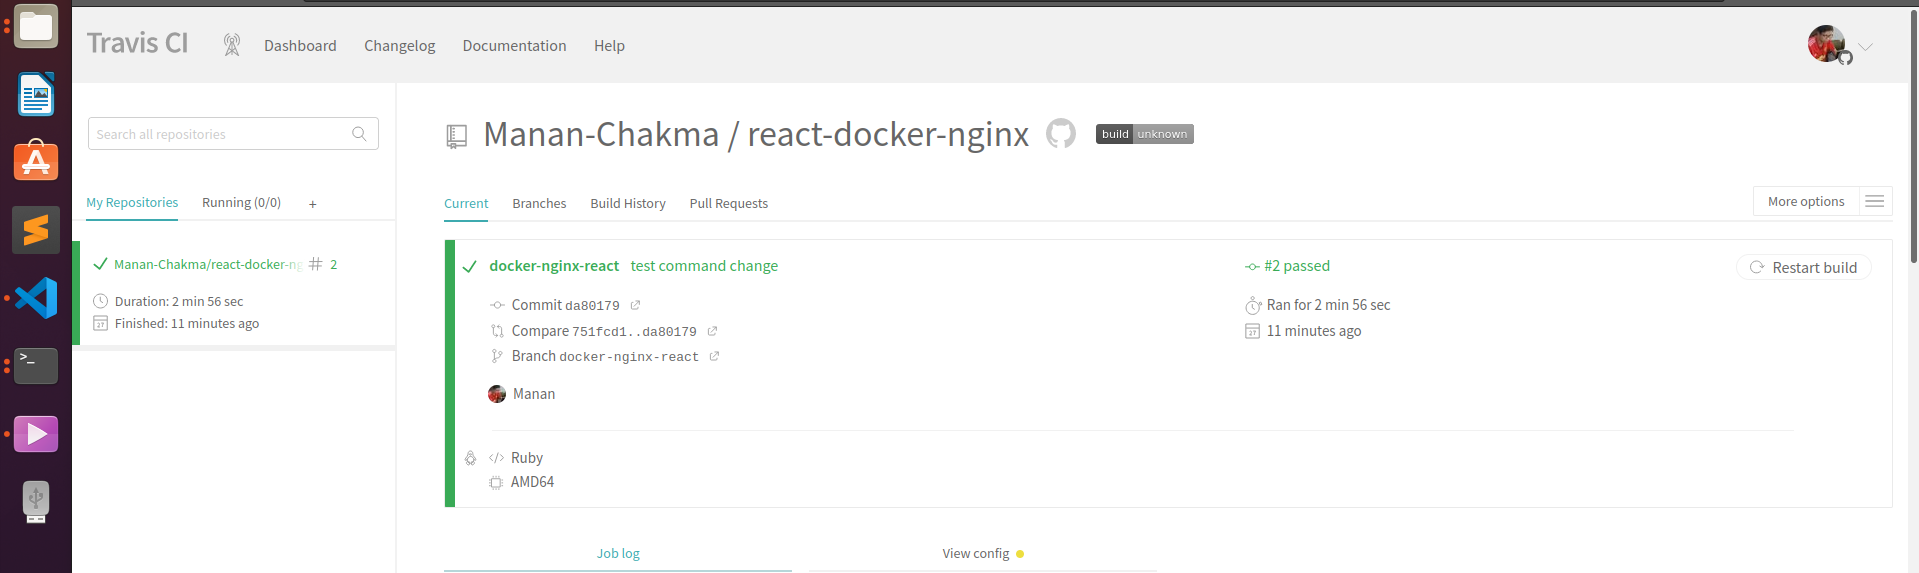 Travis CI
Dashboard
Changelog
Documentation
Help
Search all repositories
My Repositories
Running (0/0)
+
Manan-Chakma/react-docker-ng # 2
Duration: 2 min 56 sec
Finished: 11 minutes ago
Manan-Chakma / react-docker-nginx
build unknown
Current
Branches
Build History
Pull Requests
More options
docker-nginx-react test command change
Commit da80179
Compare 751fcd1..da80179
Branch docker-nginx-react
Manan
#2 passed
Ran for 2 min 56 sec
11 minutes ago
Restart build
Ruby
AMD64
Job log
View config